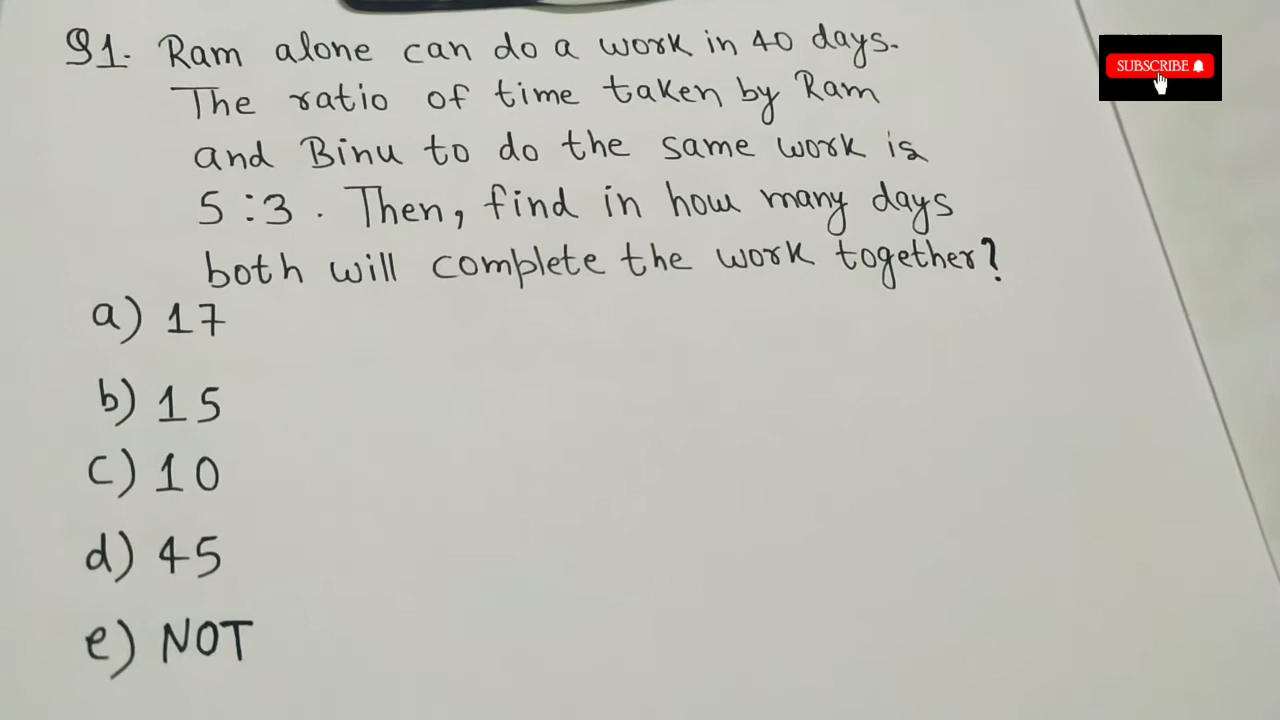 Q1. Ram alone can do a work in 40 days.
The ratio of time taken by Ram
and Binu to do the same work is
5:3. Then, find in how many days
both will complete the work together?
a) 17
b) 15
c) 10
d) 45
e) NOT
SUBSCRIBE